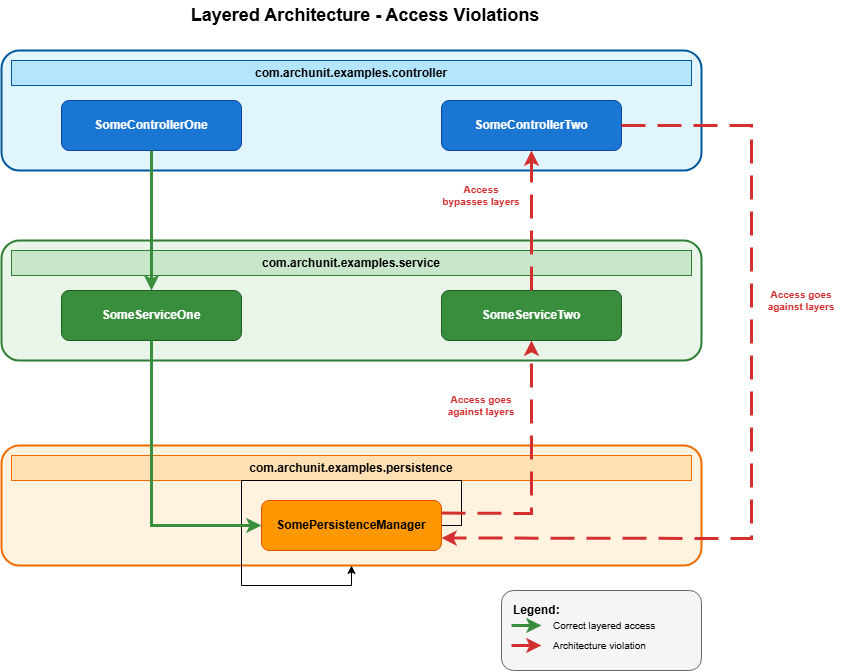 Layered Architecture - Access Violations
com.archunit.examples.controller
SomeControllerOne
SomeControllerTwo
Access
bypasses layers
com.archunit.examples.service
SomeServiceOne
SomeServiceTwo
Access goes
against layers
Access goes
against layers
com.archunit.examples.persistence
SomePersistenceManager
Legend:
Correct layered access
Architecture violation